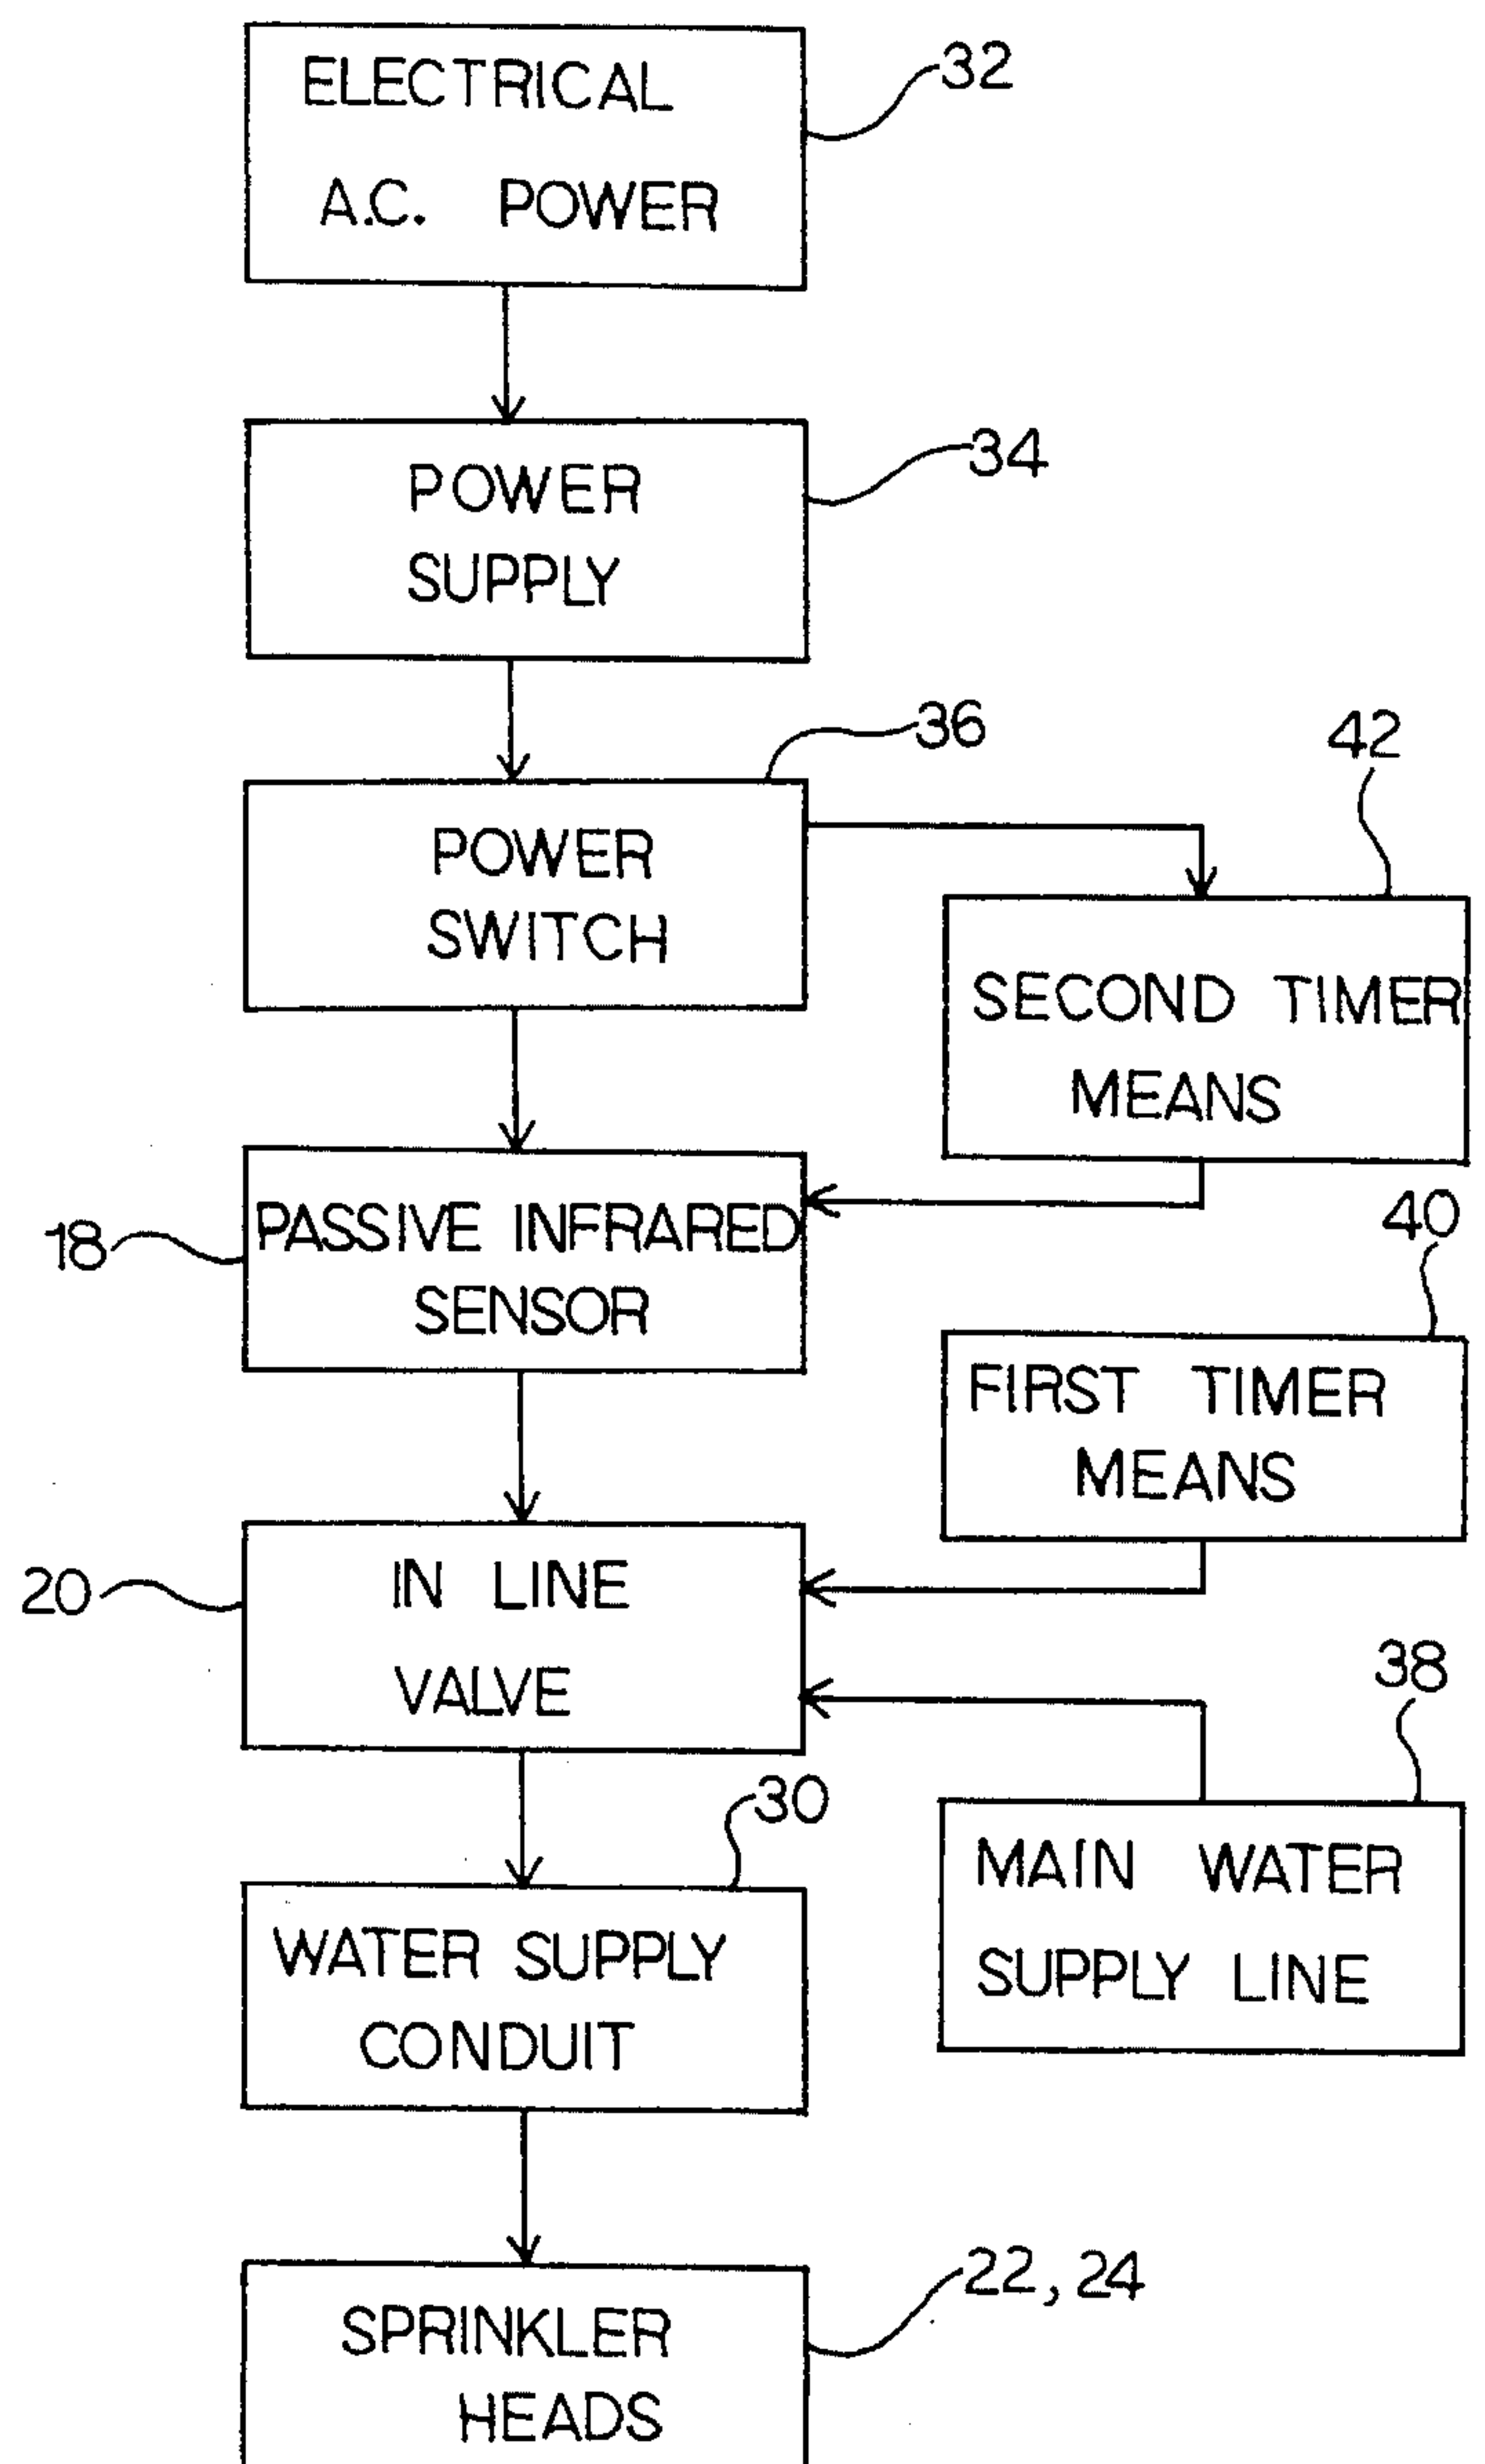 ELECTRICAL
A.C. POWER
32
POWER
SUPPLY
34
POWER
SWITCH
36
SECOND TIMER
MEANS
42
PASSIVE INFRARED
SENSOR
18
FIRST TIMER
MEANS
40
IN LINE
VALVE
20
MAIN WATER
SUPPLY LINE
38
WATER SUPPLY
CONDUIT
30
SPRINKLER
HEADS
22, 24